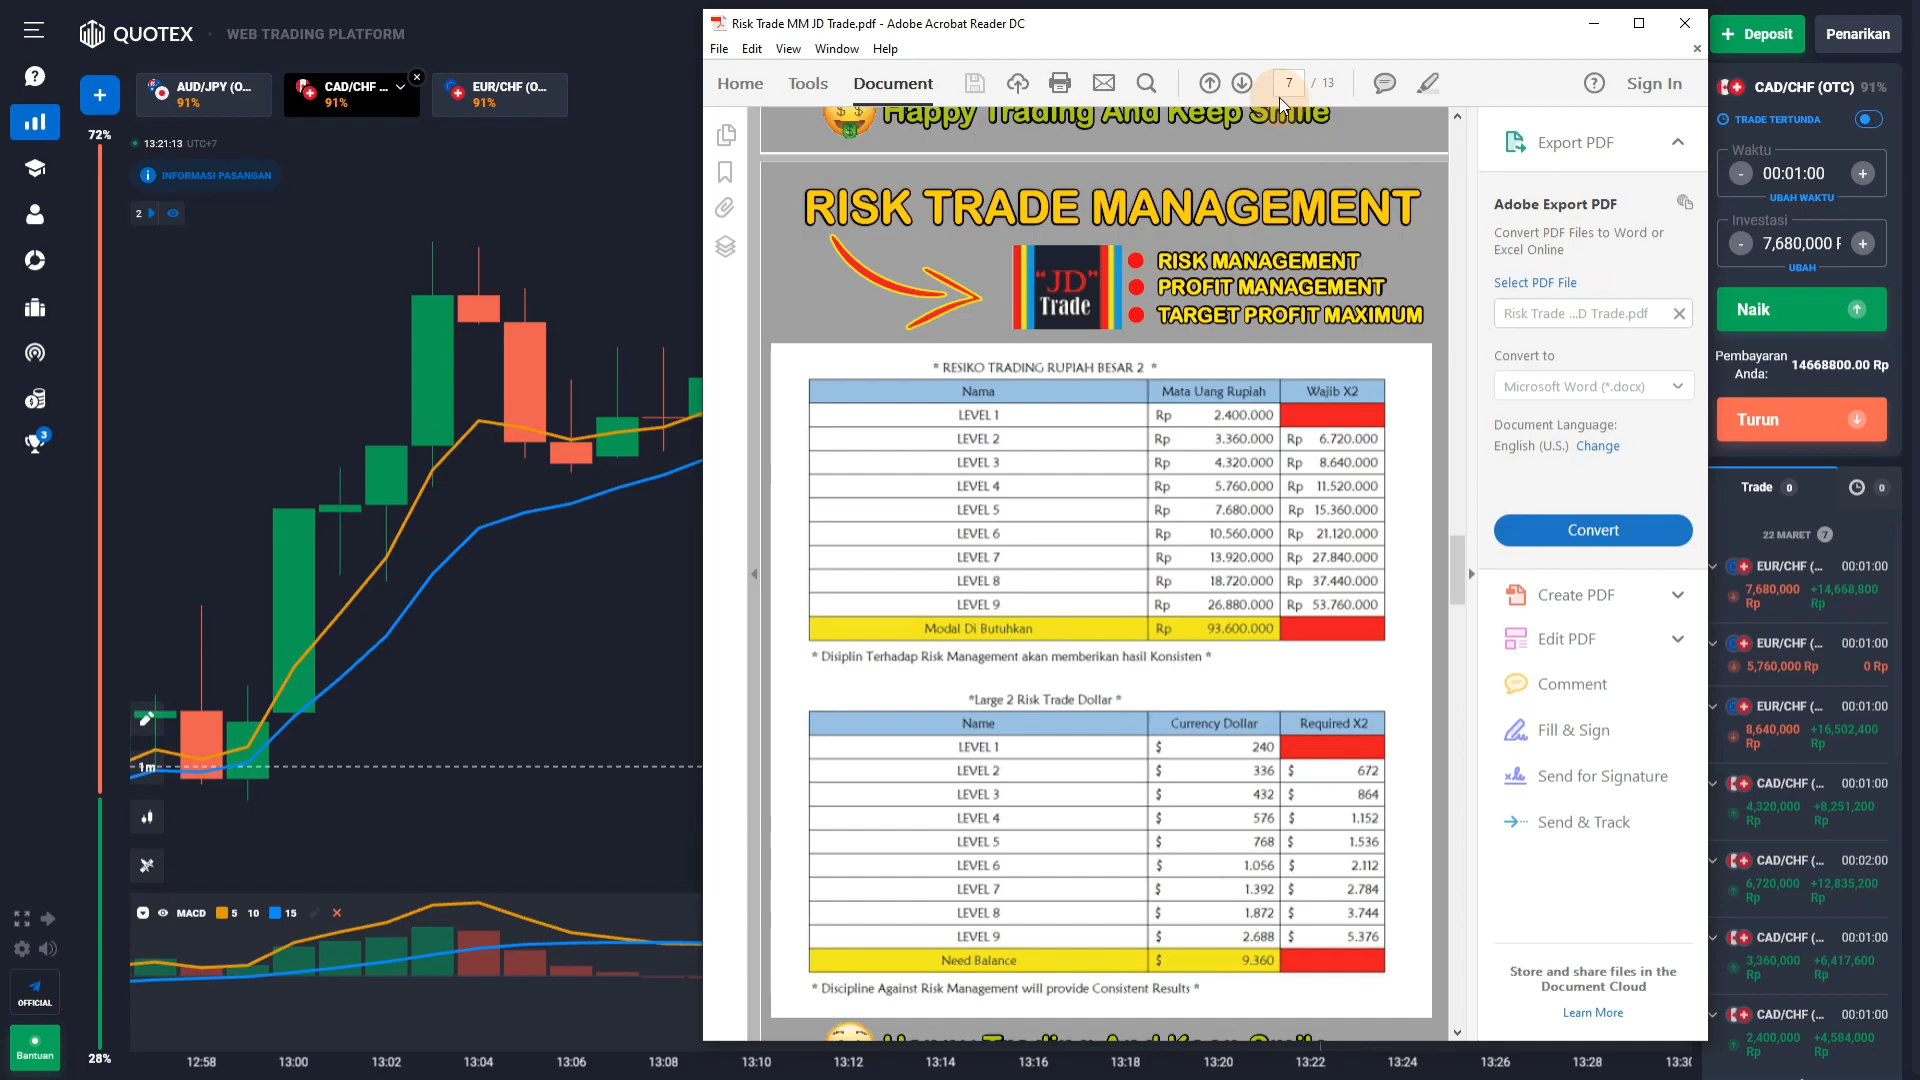 QUOTEX
WEB TRADING PLATFORM
AUD/JPY (O...
91%
CAD/CHF ...
91%
EUR/CHF (O...
91%
72%
13:21:13 UTC+7
INFORMASI PASANGAN
2
1m
MACD 5 10 15
28%
3
OFFICIAL
Bantuan
12:58 13:00 13:02 13:04 13:06 13:08 13:10 13:12 13:14 13:16 13:18 13:20 13:22 13:24 13:26 13:28 13:30
Risk Trade MM JD Trade.pdf - Adobe Acrobat Reader DC
File Edit View Window Help
Home Tools Document 7 / 13 Sign In
Happy Trading And Keep Smile
RISK TRADE MANAGEMENT
"JD"
Trade
RISK MANAGEMENT
PROFIT MANAGEMENT
TARGET PROFIT MAXIMUM
* RESIKO TRADING RUPIAH BESAR 2 *
Nama Mata Uang Rupiah Wajib X2
LEVEL 1 Rp 2.400.000
LEVEL 2 Rp 3.360.000 Rp 6.720.000
LEVEL 3 Rp 4.320.000 Rp 8.640.000
LEVEL 4 Rp 5.760.000 Rp 11.520.000
LEVEL 5 Rp 7.680.000 Rp 15.360.000
LEVEL 6 Rp 10.560.000 Rp 21.120.000
LEVEL 7 Rp 13.920.000 Rp 27.840.000
LEVEL 8 Rp 18.720.000 Rp 37.440.000
LEVEL 9 Rp 26.880.000 Rp 53.760.000
Modal Di Butuhkan Rp 93.600.000
* Disiplin Terhadap Risk Management akan memberikan hasil Konsisten *
*Large 2 Risk Trade Dollar *
Name Currency Dollar Required X2
LEVEL 1 $ 240
LEVEL 2 $ 336 $ 672
LEVEL 3 $ 432 $ 864
LEVEL 4 $ 576 $ 1.152
LEVEL 5 $ 768 $ 1.536
LEVEL 6 $ 1.056 $ 2.112
LEVEL 7 $ 1.392 $ 2.784
LEVEL 8 $ 1.872 $ 3.744
LEVEL 9 $ 2.688 $ 5.376
Need Balance $ 9.360
* Discipline Against Risk Management will provide Consistent Results *
Happy Trading And Keep Smile
Export PDF
Adobe Export PDF
Convert PDF Files to Word or
Excel Online
Select PDF File
Risk Trade ...D Trade.pdf
Convert to
Microsoft Word (*.docx)
Document Language:
English (U.S.) Change
Convert
Create PDF
Edit PDF
Comment
Fill & Sign
Send for Signature
Send & Track
Store and share files in the
Document Cloud
Learn More
+ Deposit
Penarikan
CAD/CHF (OTC) 91%
TRADE TERTUNDA
Waktu
- 00:01:00 +
UBAH WAKTU
Investasi
- 7,680,000 F +
UBAH
Naik
Pembayaran
Anda: 14668800.00 Rp
Turun
Trade 0 0
22 MARET 7
EUR/CHF (... 00:01:00
7,680,000 +14,668,800
Rp Rp
EUR/CHF (... 00:01:00
5,760,000 Rp 0 Rp
EUR/CHF (... 00:01:00
8,640,000 +16,502,400
Rp Rp
CAD/CHF (... 00:01:00
4,320,000 +8,251,200
Rp Rp
CAD/CHF (... 00:02:00
6,720,000 +12,835,200
Rp Rp
CAD/CHF (... 00:01:00
3,360,000 +6,417,600
Rp Rp
CAD/CHF (... 00:01:00
2,400,000 +4,584,000
Rp Rp